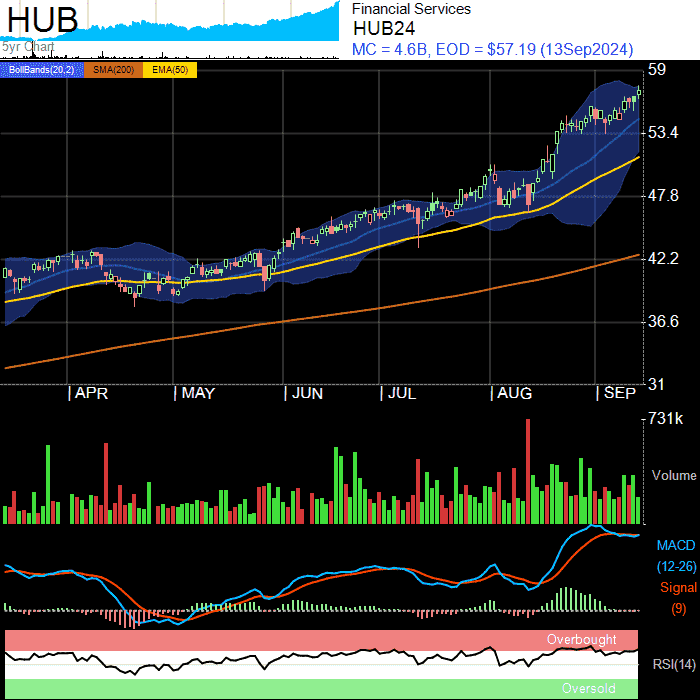 HUB
5yr Chart
Financial Services
HUB24
MC = 4.6B, EOD = $57.19 (13Sep2024)
BollBands(20,2) SMA(200) EMA(50)
59
53.4
47.8
42.2
36.6
31
APR MAY JUN JUL AUG SEP
731k
Volume
MACD
(12-26)
Signal
(9)
Overbought
RSI(14)
Oversold